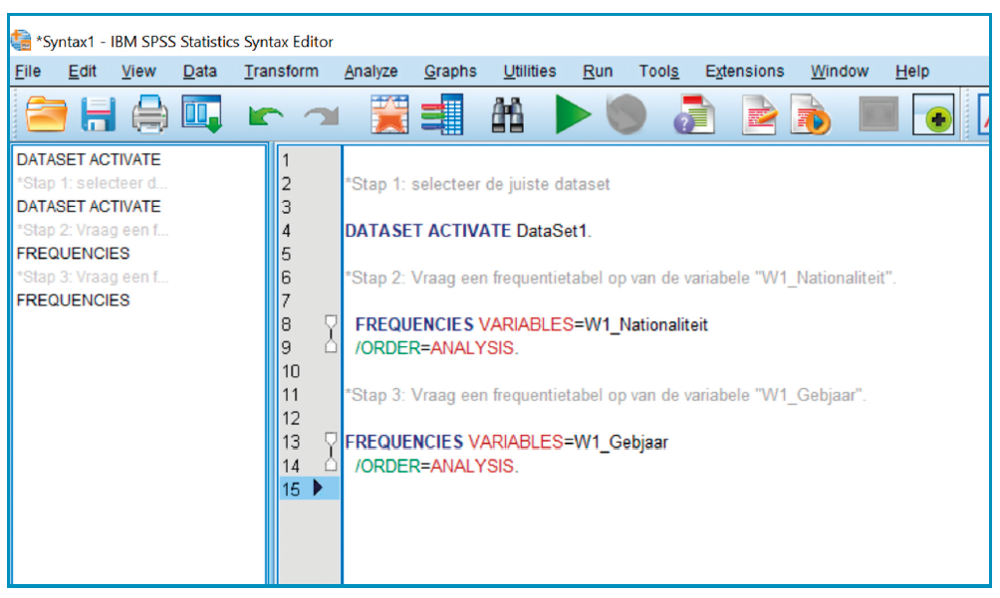 *Syntax1 - IBM SPSS Statistics Syntax Editor
File Edit View Data Transform Analyze Graphs Utilities Run Tools Extensions Window Help
DATASET ACTIVATE
*Stap 1: selecteer d...
DATASET ACTIVATE
*Stap 2: Vraag een f...
FREQUENCIES
*Stap 3: Vraag een f...
FREQUENCIES
1
2 *Stap 1: selecteer de juiste dataset
3
4 DATASET ACTIVATE DataSet1.
5
6 *Stap 2: Vraag een frequentietabel op van de variabele "W1_Nationaliteit".
7
8 FREQUENCIES VARIABLES=W1_Nationaliteit
9 /ORDER=ANALYSIS.
10
11 *Stap 3: Vraag een frequentietabel op van de variabele "W1_Gebjaar".
12
13 FREQUENCIES VARIABLES=W1_Gebjaar
14 /ORDER=ANALYSIS.
15